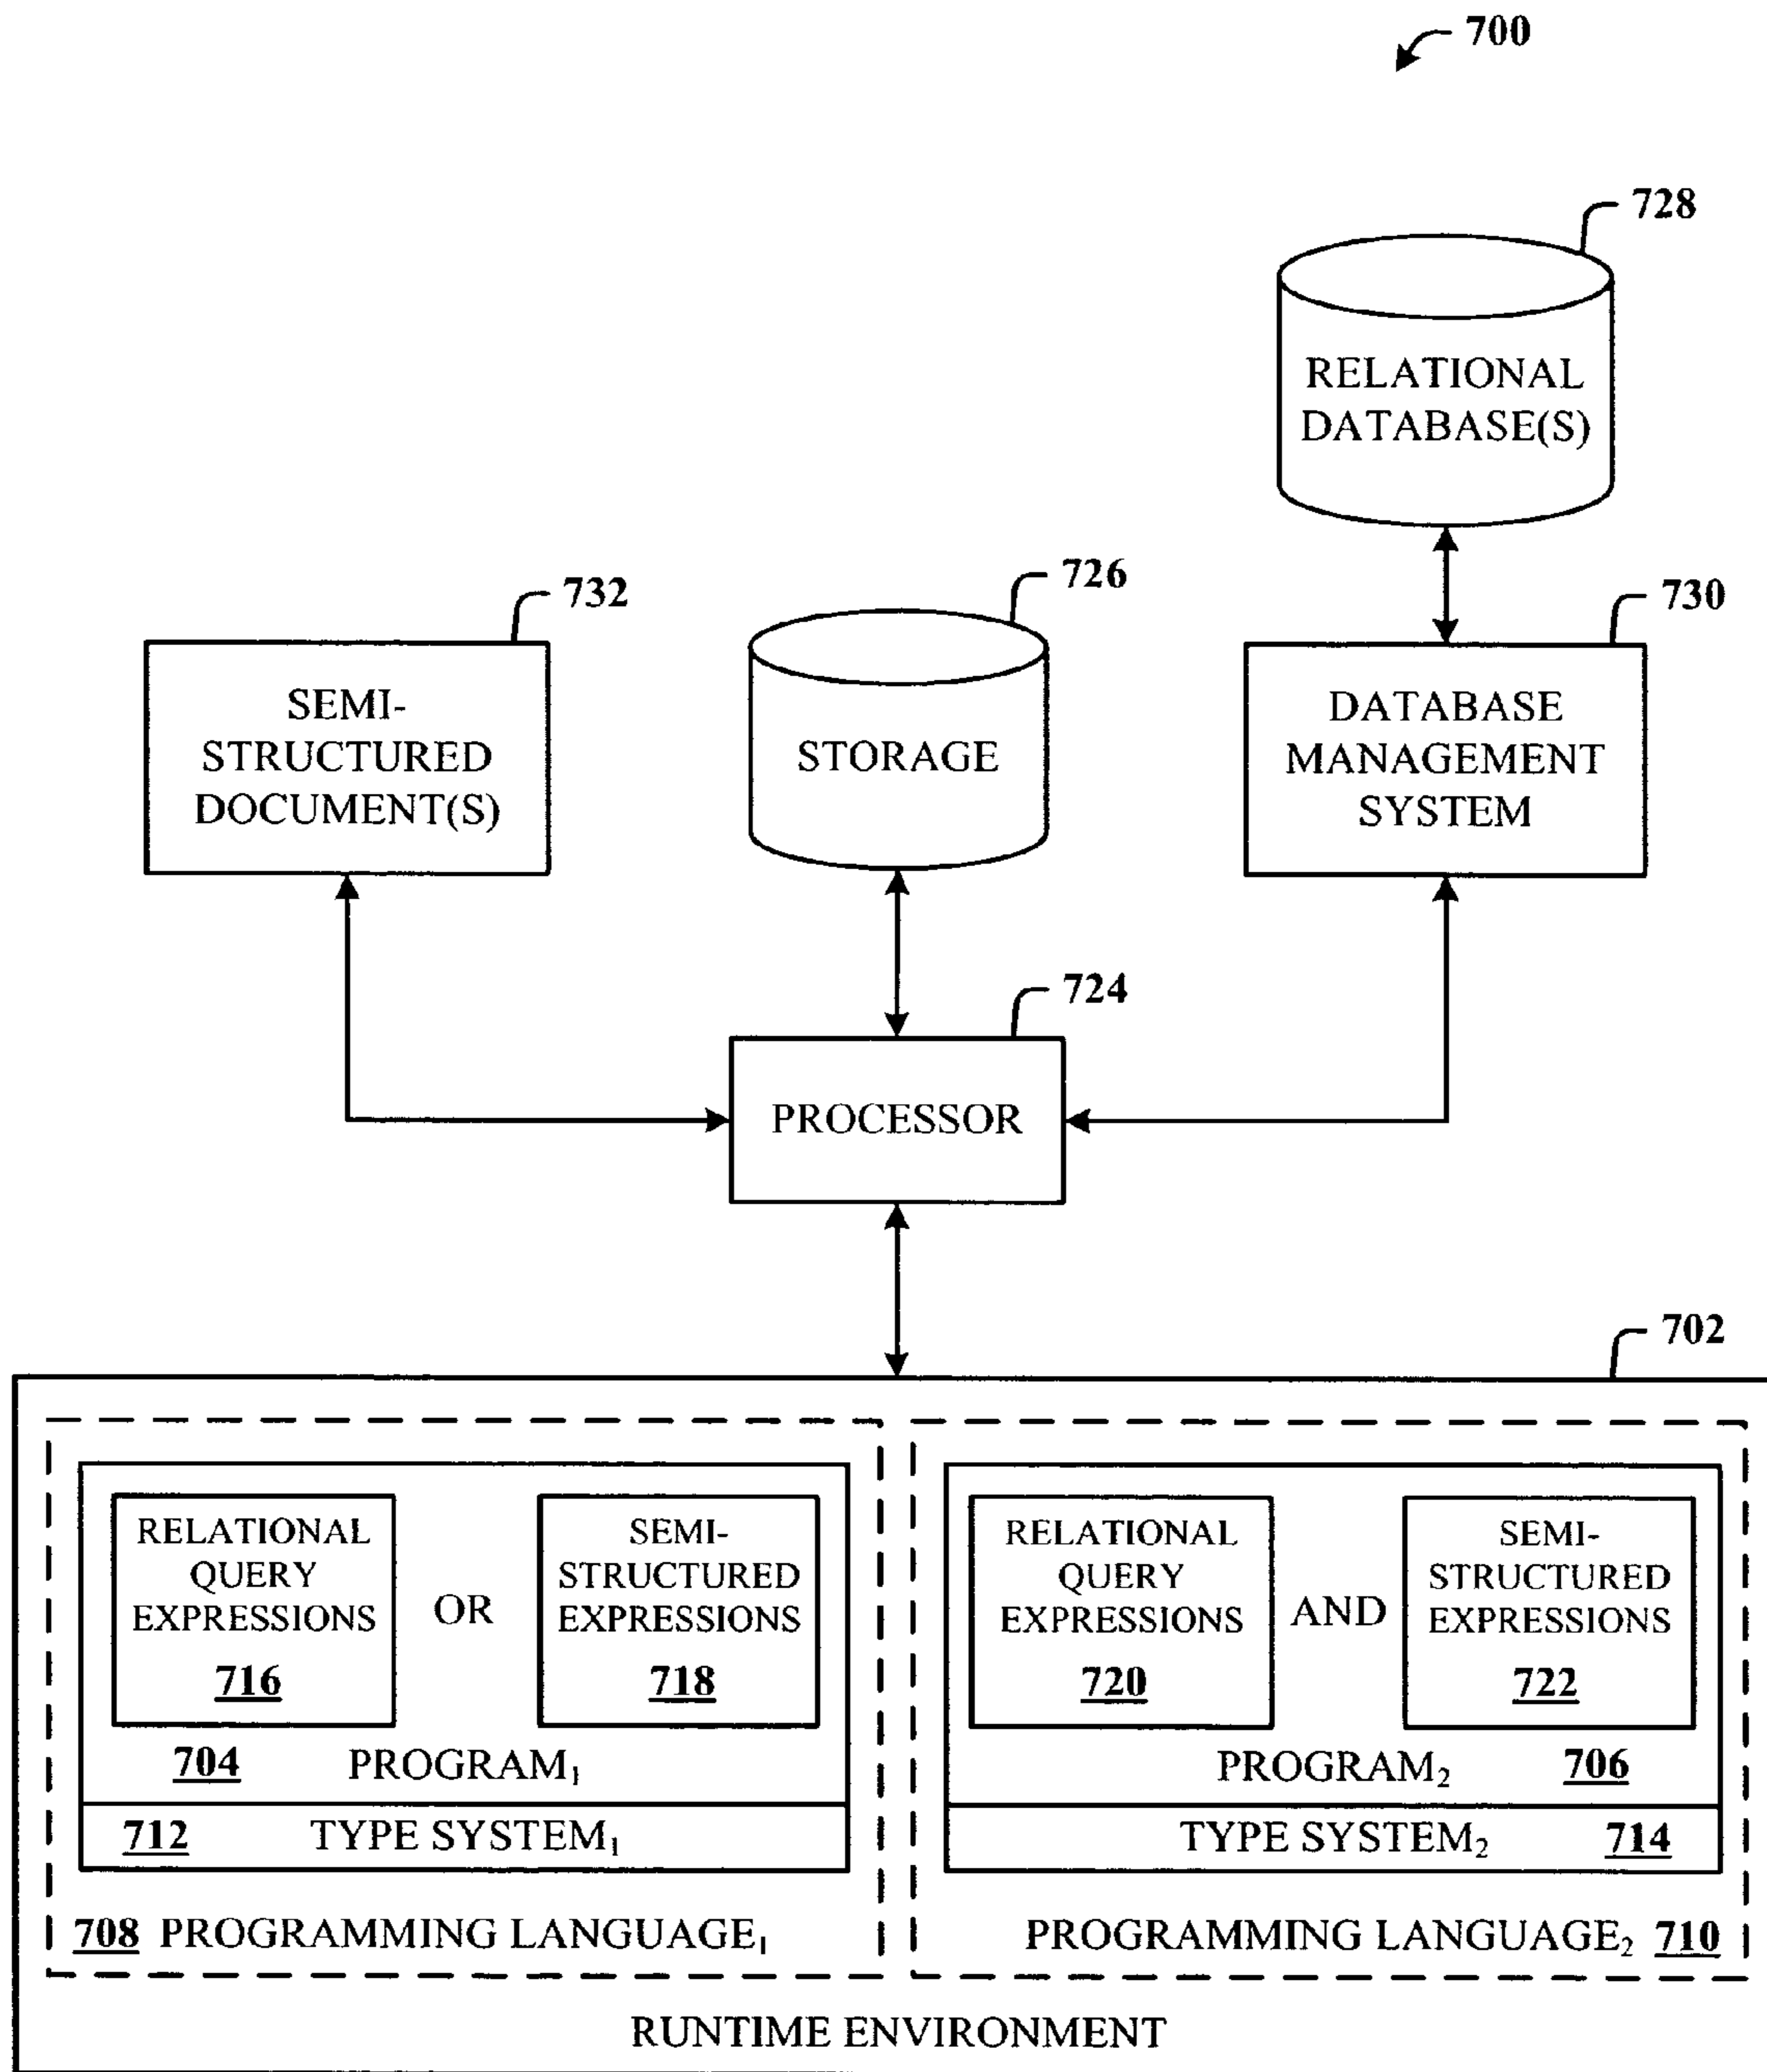 700
728
RELATIONAL
DATABASE(S)
732
726
730
SEMI-
STRUCTURED
DOCUMENT(S)
STORAGE
DATABASE
MANAGEMENT
SYSTEM
724
PROCESSOR
702
RELATIONAL
QUERY
EXPRESSIONS
716
OR
SEMI-
STRUCTURED
EXPRESSIONS
718
704 PROGRAM₁
712 TYPE SYSTEM₁
708 PROGRAMMING LANGUAGE₁
RELATIONAL
QUERY
EXPRESSIONS
720
AND
SEMI-
STRUCTURED
EXPRESSIONS
722
PROGRAM₂ 706
TYPE SYSTEM₂ 714
PROGRAMMING LANGUAGE₂ 710
RUNTIME ENVIRONMENT